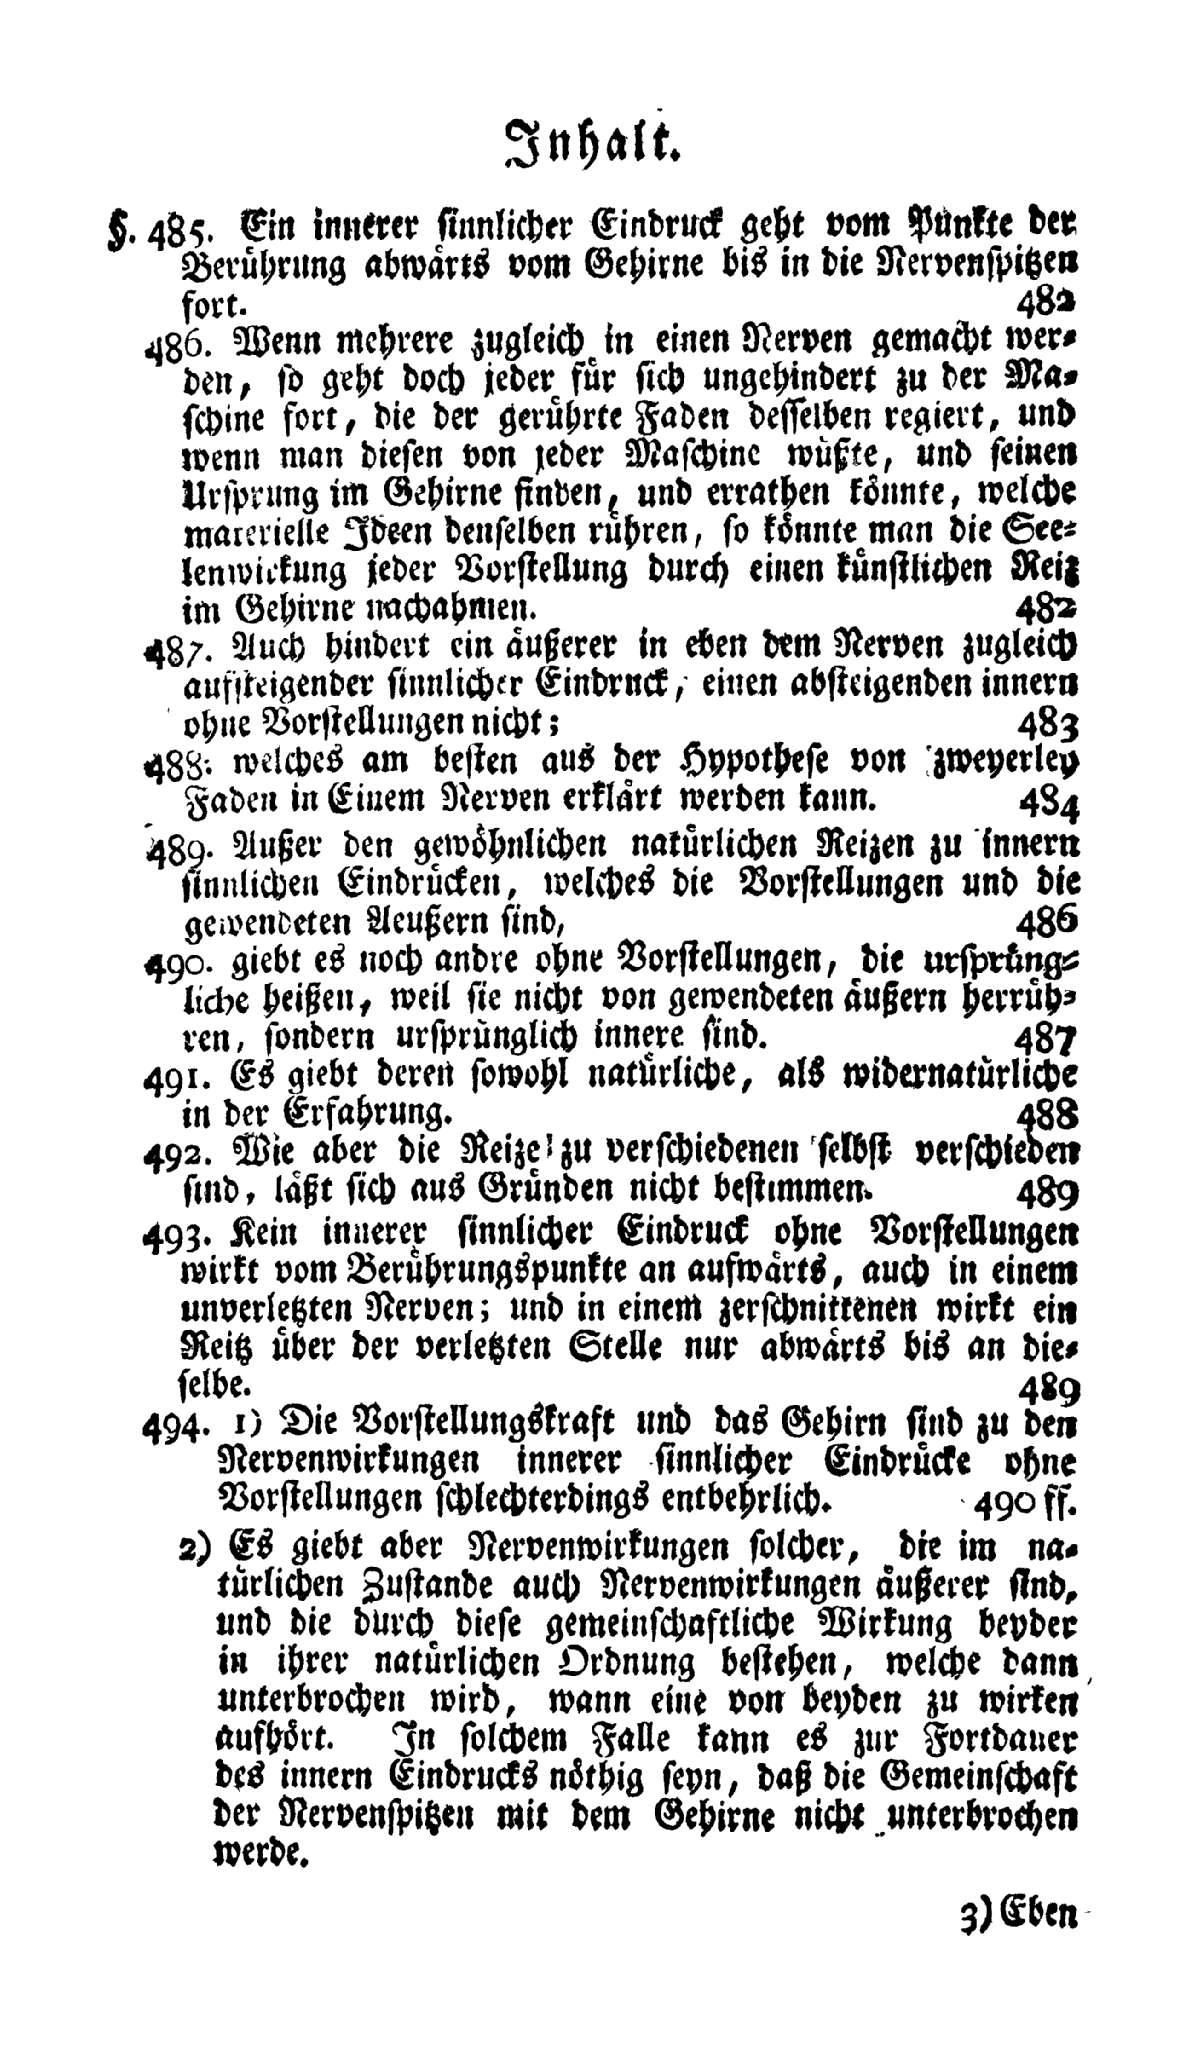 Inhalt.
§. 485. Ein innerer sinnlicher Eindruck geht vom Punkte der
Berührung abwärts vom Gehirne bis in die Nervenspitzen
fort. 482
486. Wenn mehrere zugleich in einen Nerven gemacht wer-
den, so geht doch jeder für sich ungehindert zu der Ma-
schine fort, die der gerührte Faden desselben regiert, und
wenn man diesen von jeder Maschine wüßte, und seinen
Ursprung im Gehirne finden, und errathen könnte, welche
materielle Ideen denselben rühren, so könnte man die See-
lenwirkung jeder Vorstellung durch einen künstlichen Reiz
im Gehirne nachahmen. 482
487. Auch hindert ein äußerer in eben dem Nerven zugleich
aufsteigender sinnlicher Eindruck, einen absteigenden innern
ohne Vorstellungen nicht; 483
488. welches am besten aus der Hypothese von zweyerley
Faden in Einem Nerven erklärt werden kann. 484
489. Außer den gewöhnlichen natürlichen Reizen zu innern
sinnlichen Eindrücken, welches die Vorstellungen und die
gewendeten Aeußern sind, 486
490. giebt es noch andre ohne Vorstellungen, die ursprüng-
liche heißen, weil sie nicht von gewendeten äußern herrüh-
ren, sondern ursprünglich innere sind. 487
491. Es giebt deren sowohl natürliche, als widernatürliche
in der Erfahrung. 488
492. Wie aber die Reize zu verschiedenen selbst verschieden
sind, läßt sich aus Gründen nicht bestimmen. 489
493. Kein innerer sinnlicher Eindruck ohne Vorstellungen
wirkt vom Berührungspunkte an aufwärts, auch in einem
unverletzten Nerven; und in einem zerschnittenen wirkt ein
Reitz über der verletzten Stelle nur abwärts bis an die-
selbe. 489
494. 1) Die Vorstellungskraft und das Gehirn sind zu den
Nervenwirkungen innerer sinnlicher Eindrücke ohne
Vorstellungen schlechterdings entbehrlich. 490 ff.
2) Es giebt aber Nervenwirkungen solcher, die im na-
türlichen Zustande auch Nervenwirkungen äußerer sind,
und die durch diese gemeinschaftliche Wirkung beyder
in ihrer natürlichen Ordnung bestehen, welche dann
unterbrochen wird, wann eine von beyden zu wirken
aufhört. In solchem Falle kann es zur Fortdauer
des innern Eindrucks nöthig seyn, daß die Gemeinschaft
der Nervenspitzen mit dem Gehirne nicht unterbrochen
werde.
3) Eben